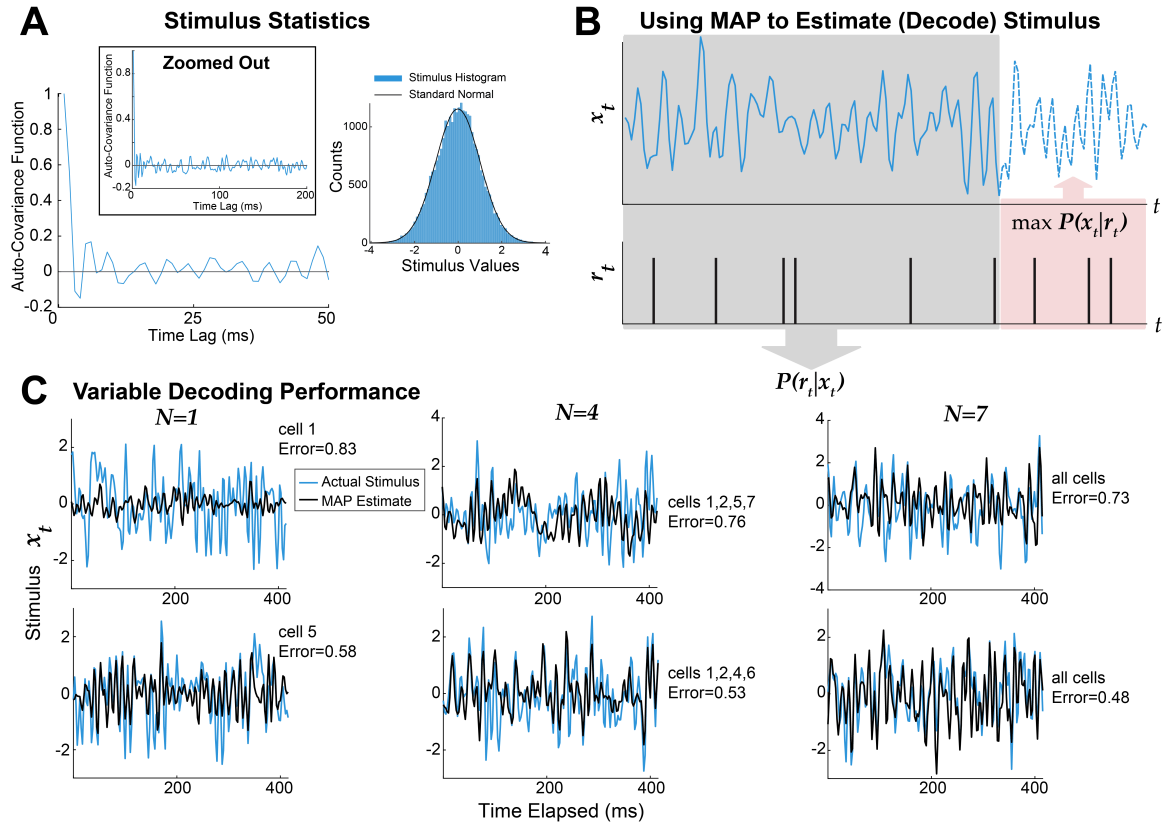 A
Stimulus Statistics
Auto-Covariance Function
1
0.8
0.6
0.4
0.2
0
-0.2
0
25
50
Time Lag (ms)
Zoomed Out
Auto-Covariance Function
0.8
0.4
0
-0.2
0
100
200
Time Lag (ms)
Stimulus Histogram
Standard Normal
Counts
1000
500
0
-4
-2
0
2
4
Stimulus Values
B
Using MAP to Estimate (Decode) Stimulus
x_t
t
max P(x_t|r_t)
r_t
t
P(r_t|x_t)
C
Variable Decoding Performance
N=1
N=4
N=7
Stimulus x_t
2
0
-2
200
400
cell 1
Error=0.83
Actual Stimulus
MAP Estimate
4
2
0
-2
200
400
cells 1,2,5,7
Error=0.76
4
2
0
-2
-4
200
400
all cells
Error=0.73
2
0
-2
200
400
cell 5
Error=0.58
2
0
-2
200
400
cells 1,2,4,6
Error=0.53
2
0
-2
200
400
all cells
Error=0.48
Time Elapsed (ms)